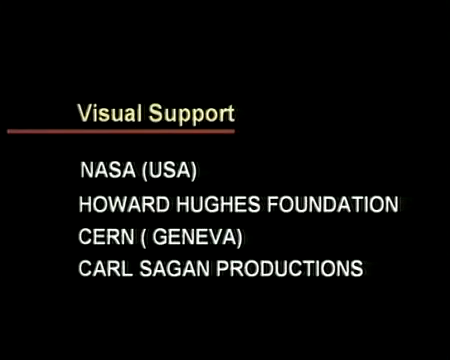 Visual Support
NASA (USA)
HOWARD HUGHES FOUNDATION
CERN ( GENEVA)
CARL SAGAN PRODUCTIONS